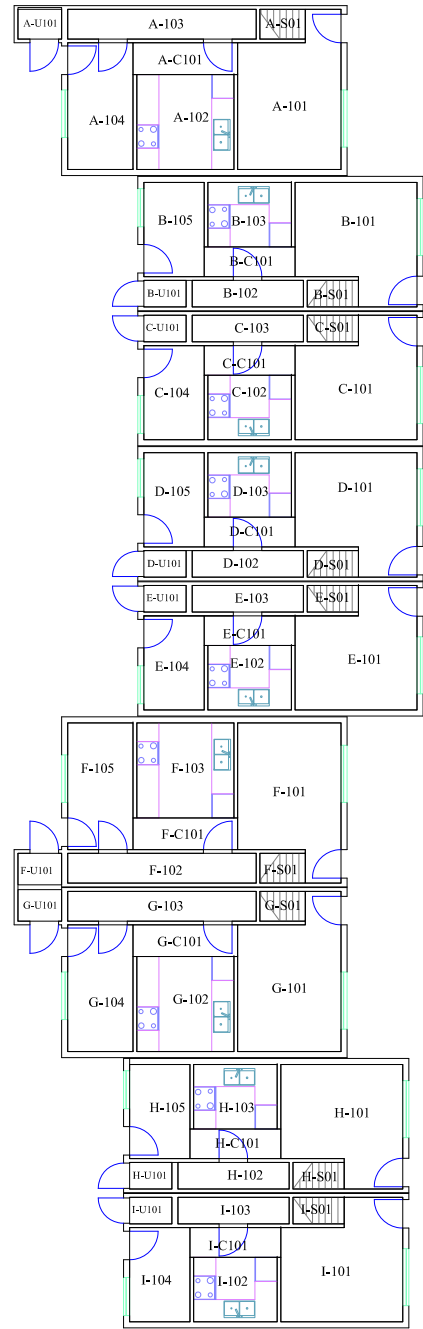 A-U101 A-103 A-S01
A-C101
A-104 A-102 A-101
B-105 B-103 B-101
B-C101
B-U101 B-102 B-S01
C-U101 C-103 C-S01
C-C101
C-104 C-102 C-101
D-105 D-103 D-101
D-C101
D-U101 D-102 D-S01
E-U101 E-103 E-S01
E-C101
E-104 E-102 E-101
F-105 F-103 F-101
F-C101
F-U101 F-102 F-S01
G-U101 G-103 G-S01
G-C101
G-104 G-102 G-101
H-105 H-103 H-101
H-C101
H-U101 H-102 H-S01
I-U101 I-103 I-S01
I-C101
I-104 I-102 I-101